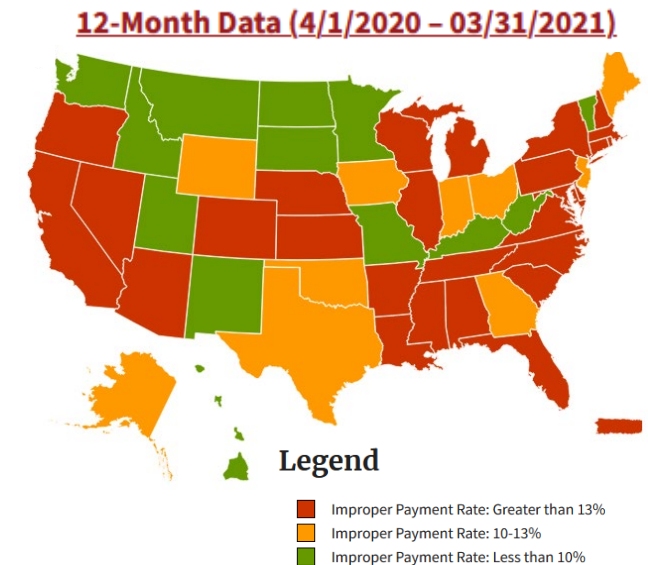 12-Month Data (4/1/2020 – 03/31/2021)
Legend
Improper Payment Rate: Greater than 13%
Improper Payment Rate: 10-13%
Improper Payment Rate: Less than 10%